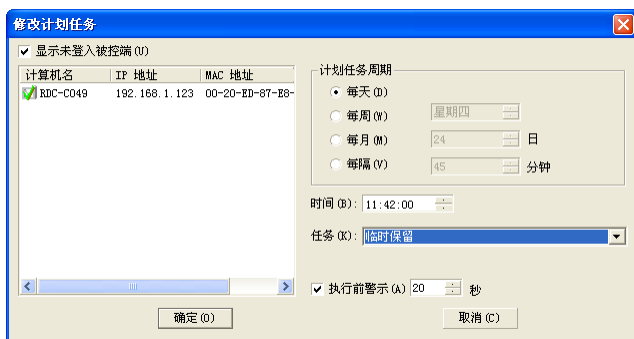 修改计划任务
显示未登入被控端(U)
计算机名 IP 地址 MAC 地址
RDC-C049 192.168.1.123 00-20-ED-87-E8-
计划任务周期
每天(D)
每周(W) 星期四
每月(M) 24 日
每隔(V) 45 分钟
时间(B): 11:42:00
任务(K): 临时保留
执行前警示(A) 20 秒
确定(O)
取消(C)